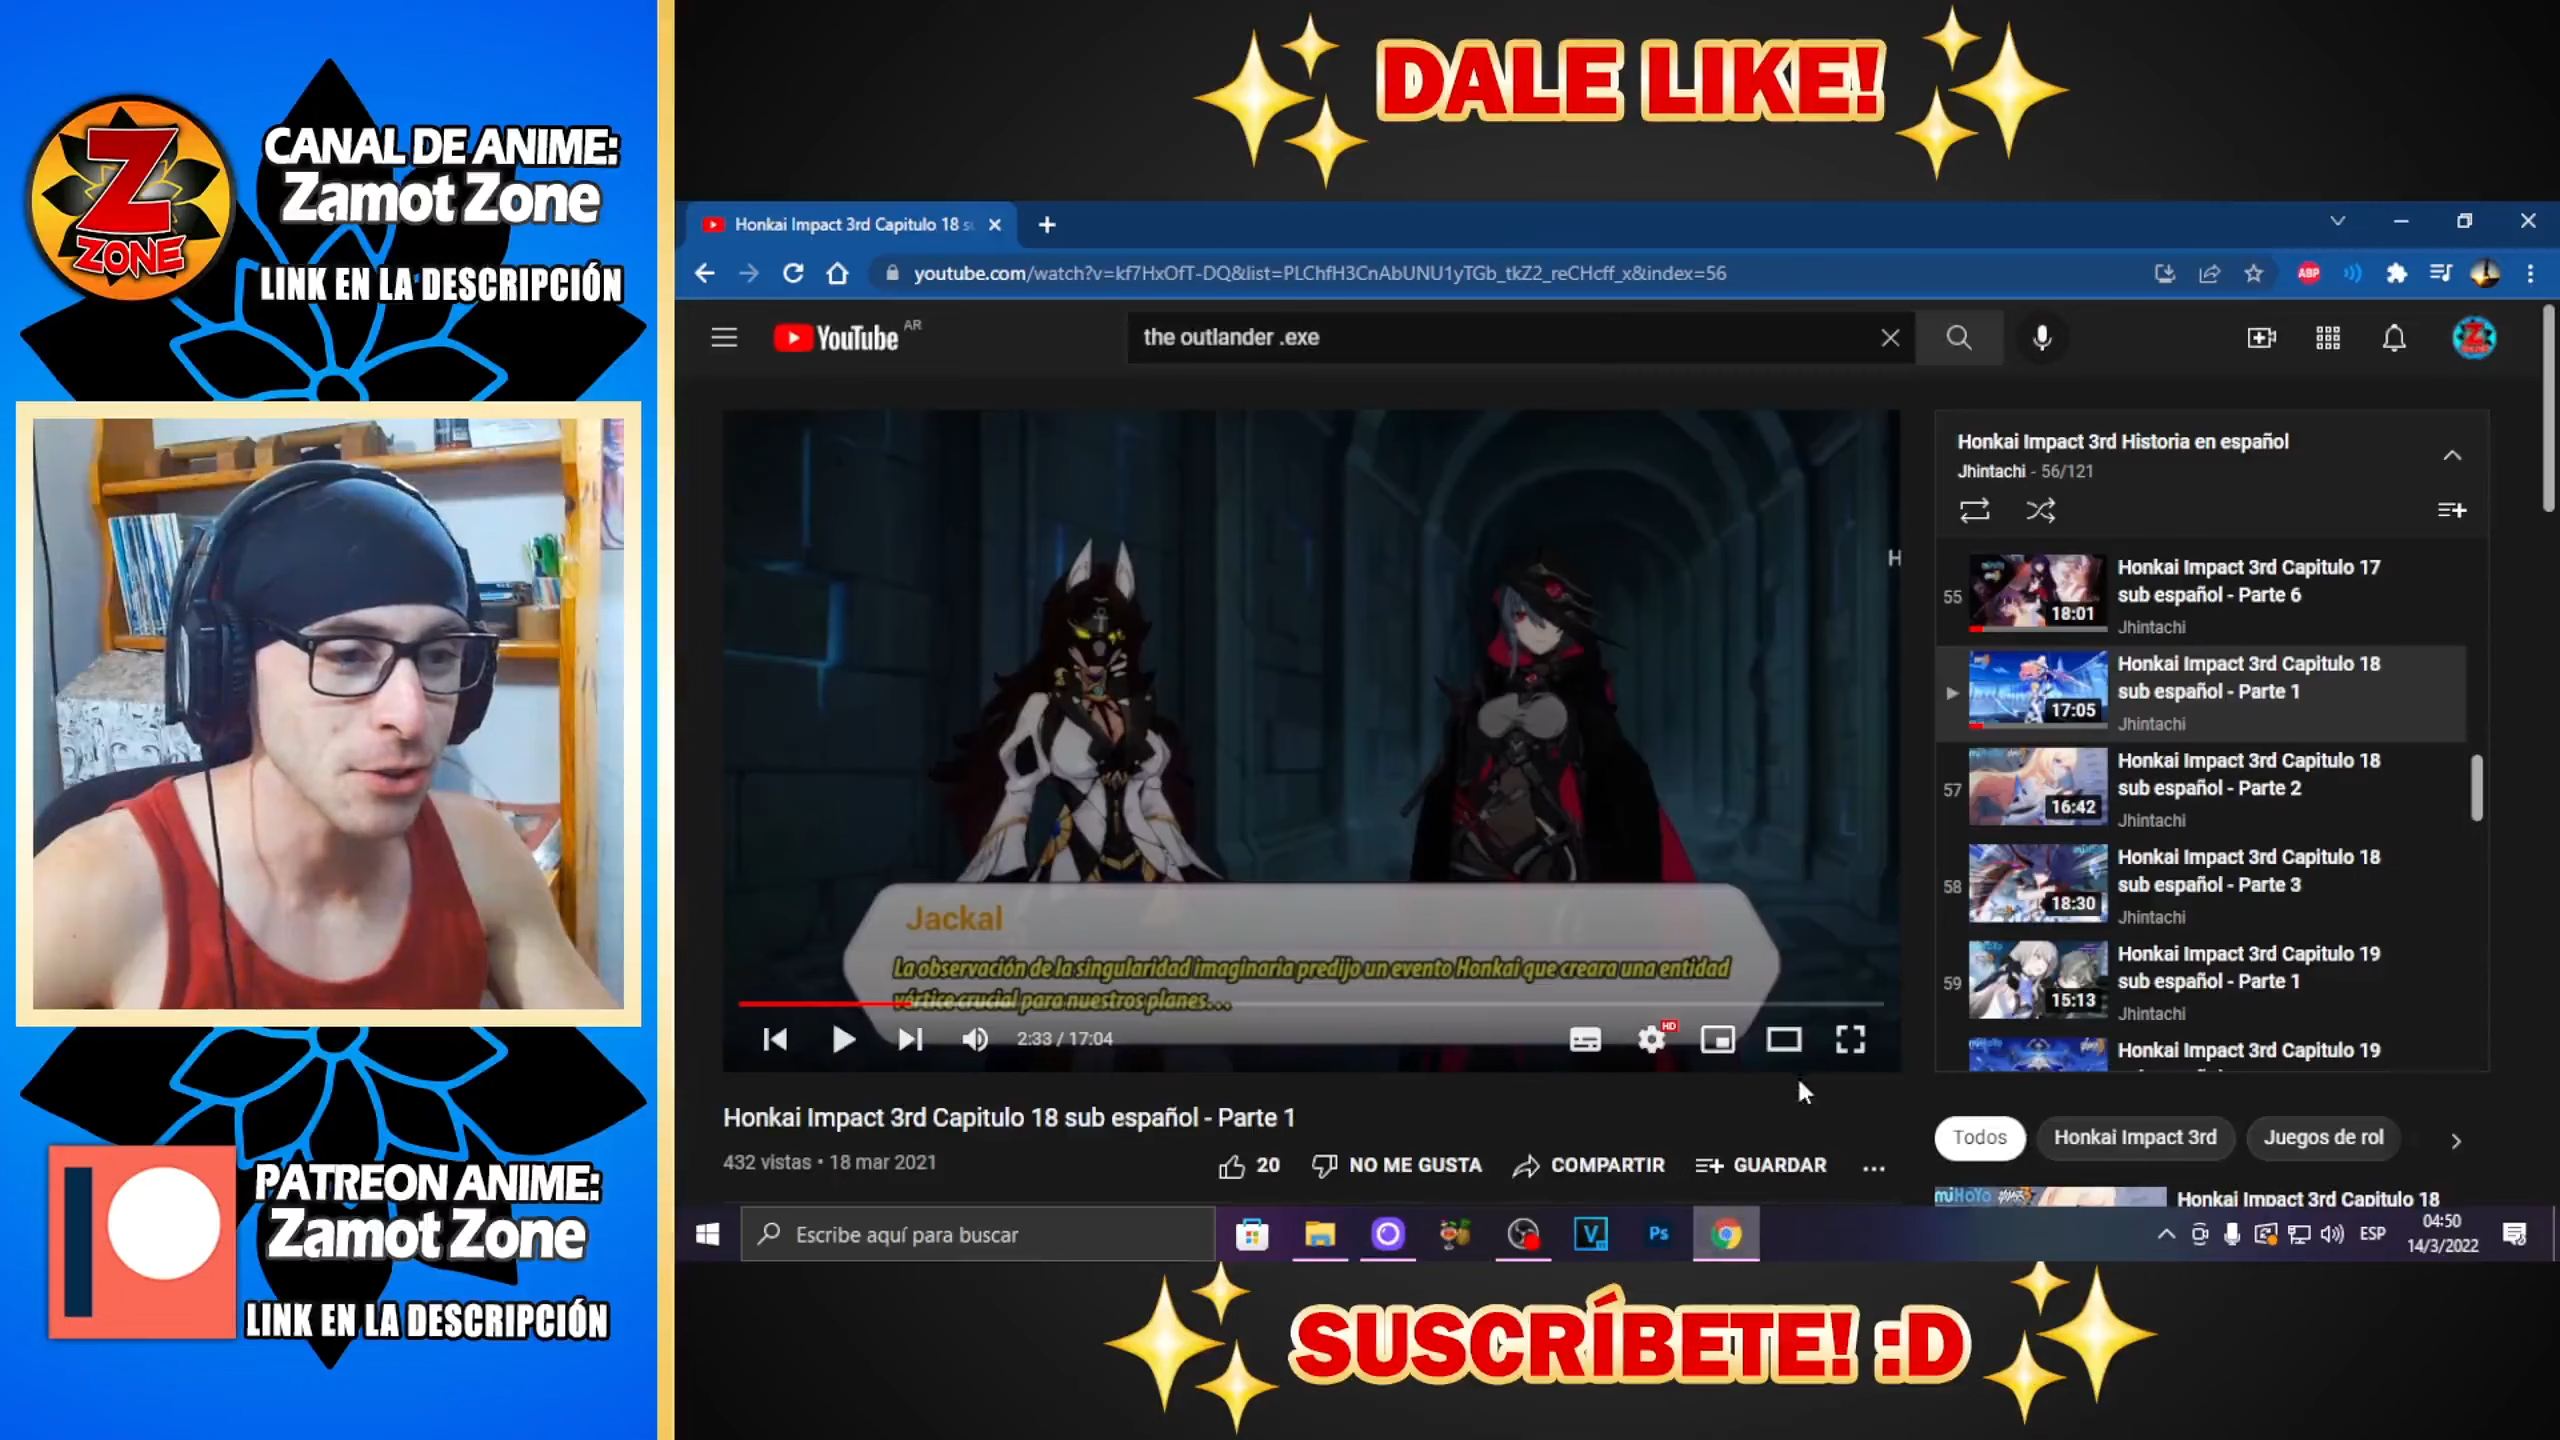 CANAL DE ANIME:
Zamot Zone
LINK EN LA DESCRIPCIÓN
Z
ZONE
PATREON ANIME:
Zamot Zone
LINK EN LA DESCRIPCIÓN
DALE LIKE!
Honkai Impact 3rd Capitulo 18 s
youtube.com/watch?v=kf7HxOfT-DQ&list=PLChfH3CnAbUNU1yTGb_tkZ2_reCHcff_x&index=56
ABP
YouTube AR
the outlander .exe
H
Jackal
La observación de la singularidad imaginaria predijo un evento Honkai que creara una entidad
vórtice crucial para nuestros planes...
2:33 / 17:04
HD
Honkai Impact 3rd Capitulo 18 sub español - Parte 1
432 vistas • 18 mar 2021
20
NO ME GUSTA
COMPARTIR
GUARDAR
Honkai Impact 3rd Historia en español
Jhintachi - 56/121
55
18:01
Honkai Impact 3rd Capitulo 17
sub español - Parte 6
Jhintachi
17:05
Honkai Impact 3rd Capitulo 18
sub español - Parte 1
Jhintachi
57
16:42
Honkai Impact 3rd Capitulo 18
sub español - Parte 2
Jhintachi
58
18:30
Honkai Impact 3rd Capitulo 18
sub español - Parte 3
Jhintachi
59
15:13
Honkai Impact 3rd Capitulo 19
sub español - Parte 1
Jhintachi
Honkai Impact 3rd Capitulo 19
Todos
Honkai Impact 3rd
Juegos de rol
miHoYo
Honkai Impact 3rd Capitulo 18
Escribe aquí para buscar
V
Ps
ESP
04:50
14/3/2022
SUSCRÍBETE! :D